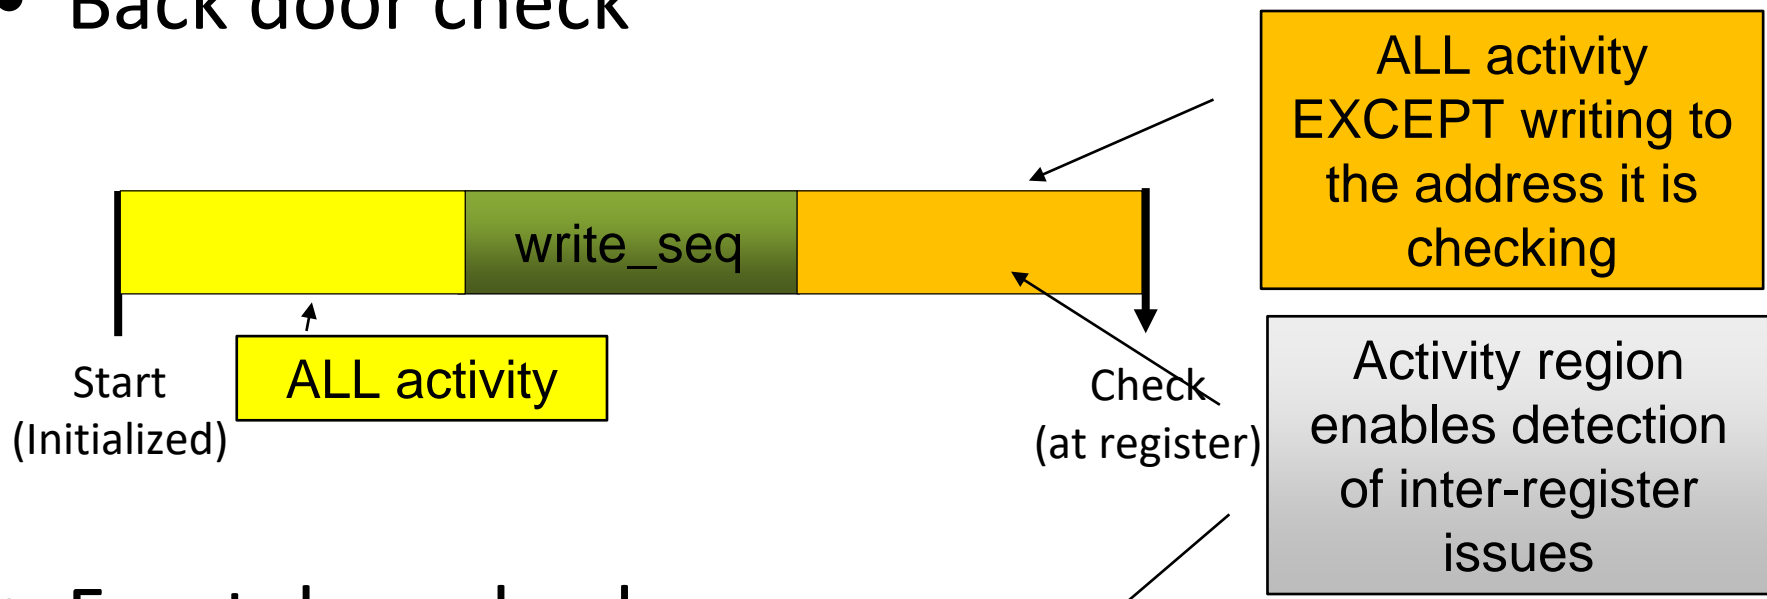 • Back door check
ALL activity
EXCEPT writing to
the address it is
checking
write_seq
Start
(Initialized)
ALL activity
Check
(at register)
Activity region
enables detection
of inter-register
issues